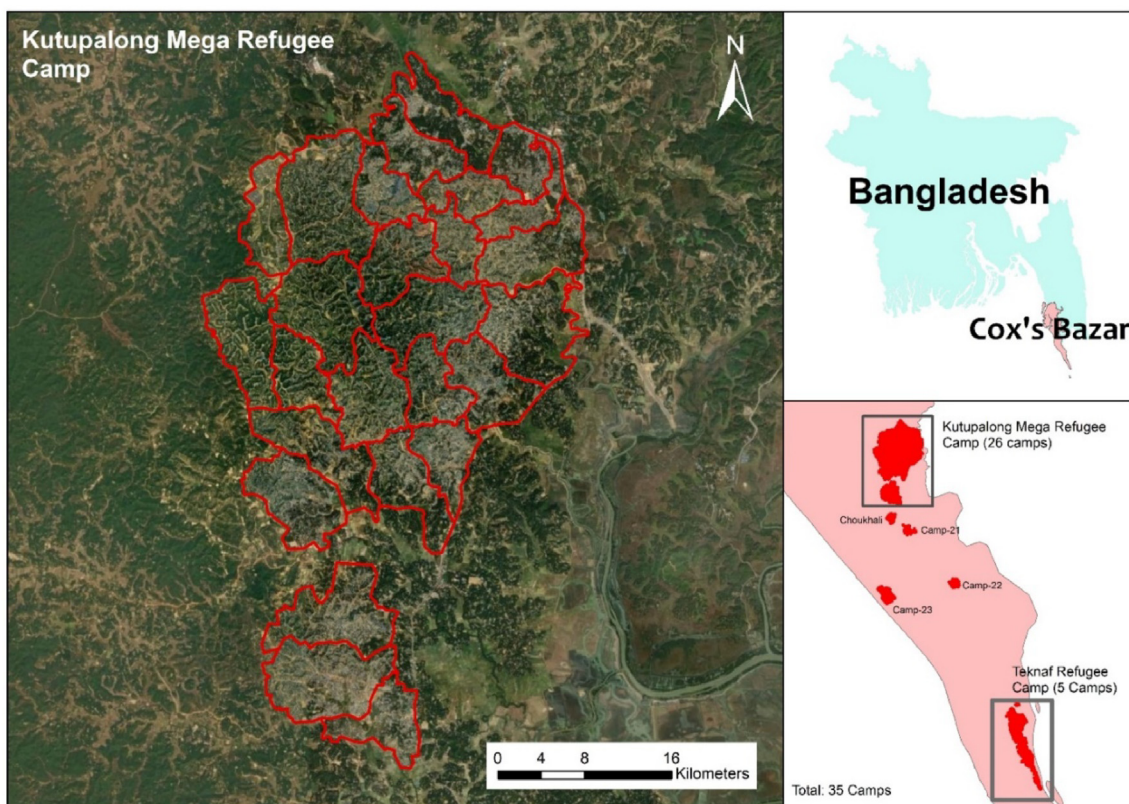 Kutupalong Mega Refugee
Camp
N
0 4 8 16
Kilometers
Bangladesh
Cox's Bazar
Kutupalong Mega Refugee
Camp (26 camps)
Choukhali
Camp-21
Camp-22
Camp-23
Teknaf Refugee
Camp (5 Camps)
Total: 35 Camps